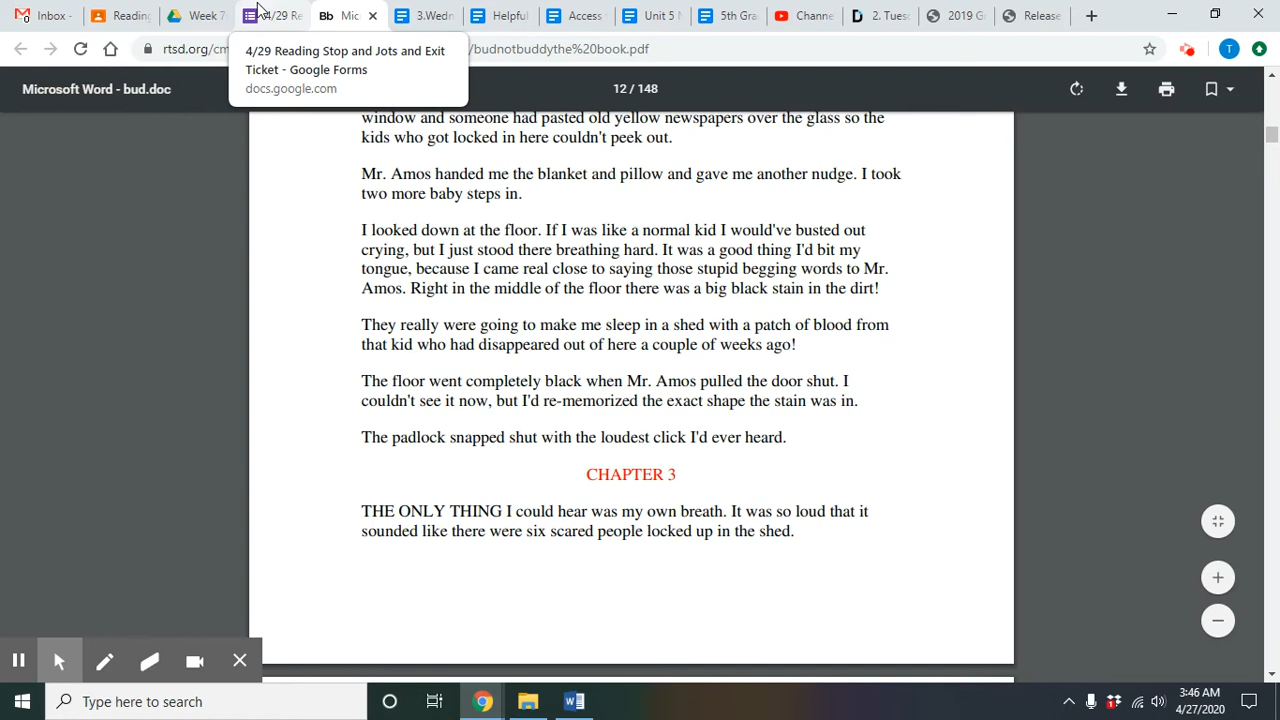 Inbox -
Reading
Week 7
4/29 Re
Mic
3.Wedn
Helpful
Access
Unit 5 M
5th Gra
Chann
2. Tues
2019 G
Release
rtsd.org/cm
/budnotbuddythe%20book.pdf
T
4/29 Reading Stop and Jots and Exit
Ticket - Google Forms
docs.google.com
Microsoft Word - bud.doc
12 / 148
window and someone had pasted old yellow newspapers over the glass so the
kids who got locked in here couldn't peek out.
Mr. Amos handed me the blanket and pillow and gave me another nudge. I took
two more baby steps in.
I looked down at the floor. If I was like a normal kid I would've busted out
crying, but I just stood there breathing hard. It was a good thing I'd bit my
tongue, because I came real close to saying those stupid begging words to Mr.
Amos. Right in the middle of the floor there was a big black stain in the dirt!
They really were going to make me sleep in a shed with a patch of blood from
that kid who had disappeared out of here a couple of weeks ago!
The floor went completely black when Mr. Amos pulled the door shut. I
couldn't see it now, but I'd re-memorized the exact shape the stain was in.
The padlock snapped shut with the loudest click I'd ever heard.
CHAPTER 3
THE ONLY THING I could hear was my own breath. It was so loud that it
sounded like there were six scared people locked up in the shed.
Type here to search
3:46 AM
4/27/2020